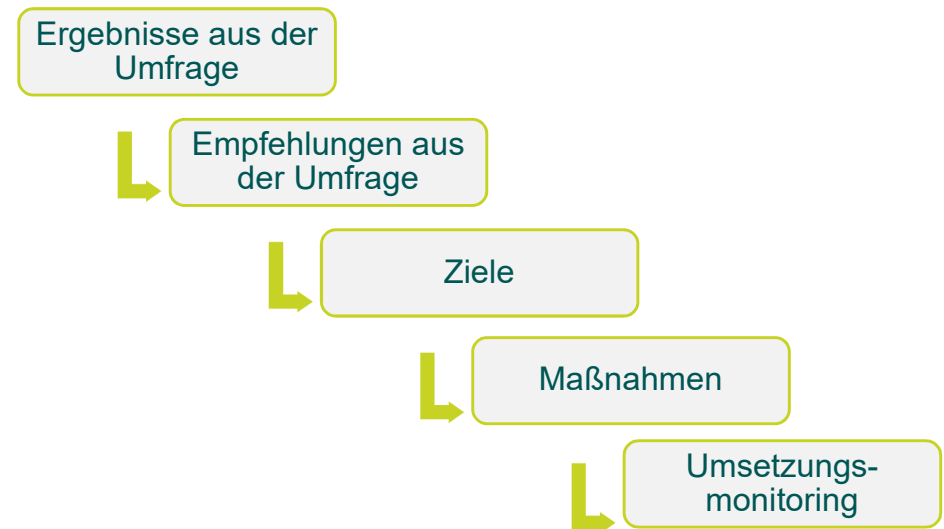 Ergebnisse aus der
Umfrage
Empfehlungen aus
der Umfrage
Ziele
Maßnahmen
Umsetzungs-
monitoring